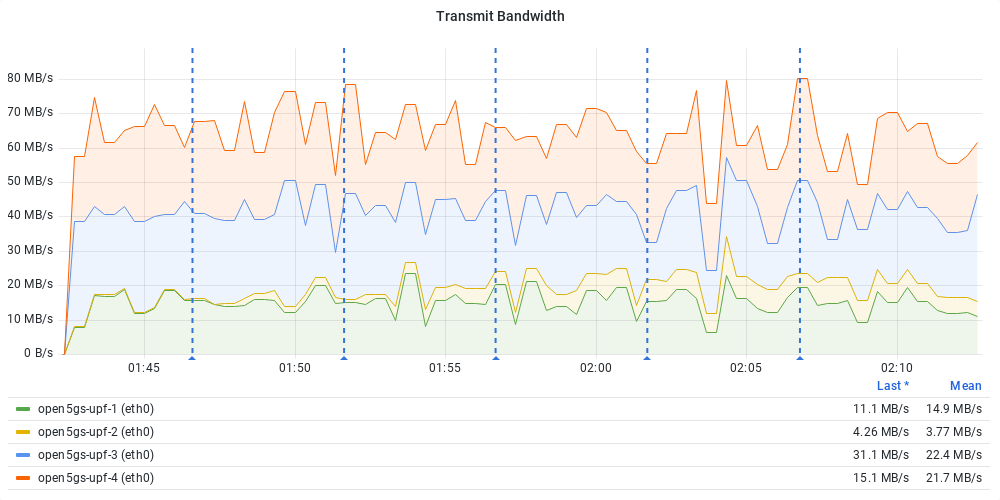 Transmit Bandwidth
80 MB/s
70 MB/s
60 MB/s
50 MB/s
40 MB/s
30 MB/s
20 MB/s
10 MB/s
0 B/s
01:45 01:50 01:55 02:00 02:05 02:10
Last * Mean
open5gs-upf-1 (eth0) 11.1 MB/s 14.9 MB/s
open5gs-upf-2 (eth0) 4.26 MB/s 3.77 MB/s
open5gs-upf-3 (eth0) 31.1 MB/s 22.4 MB/s
open5gs-upf-4 (eth0) 15.1 MB/s 21.7 MB/s